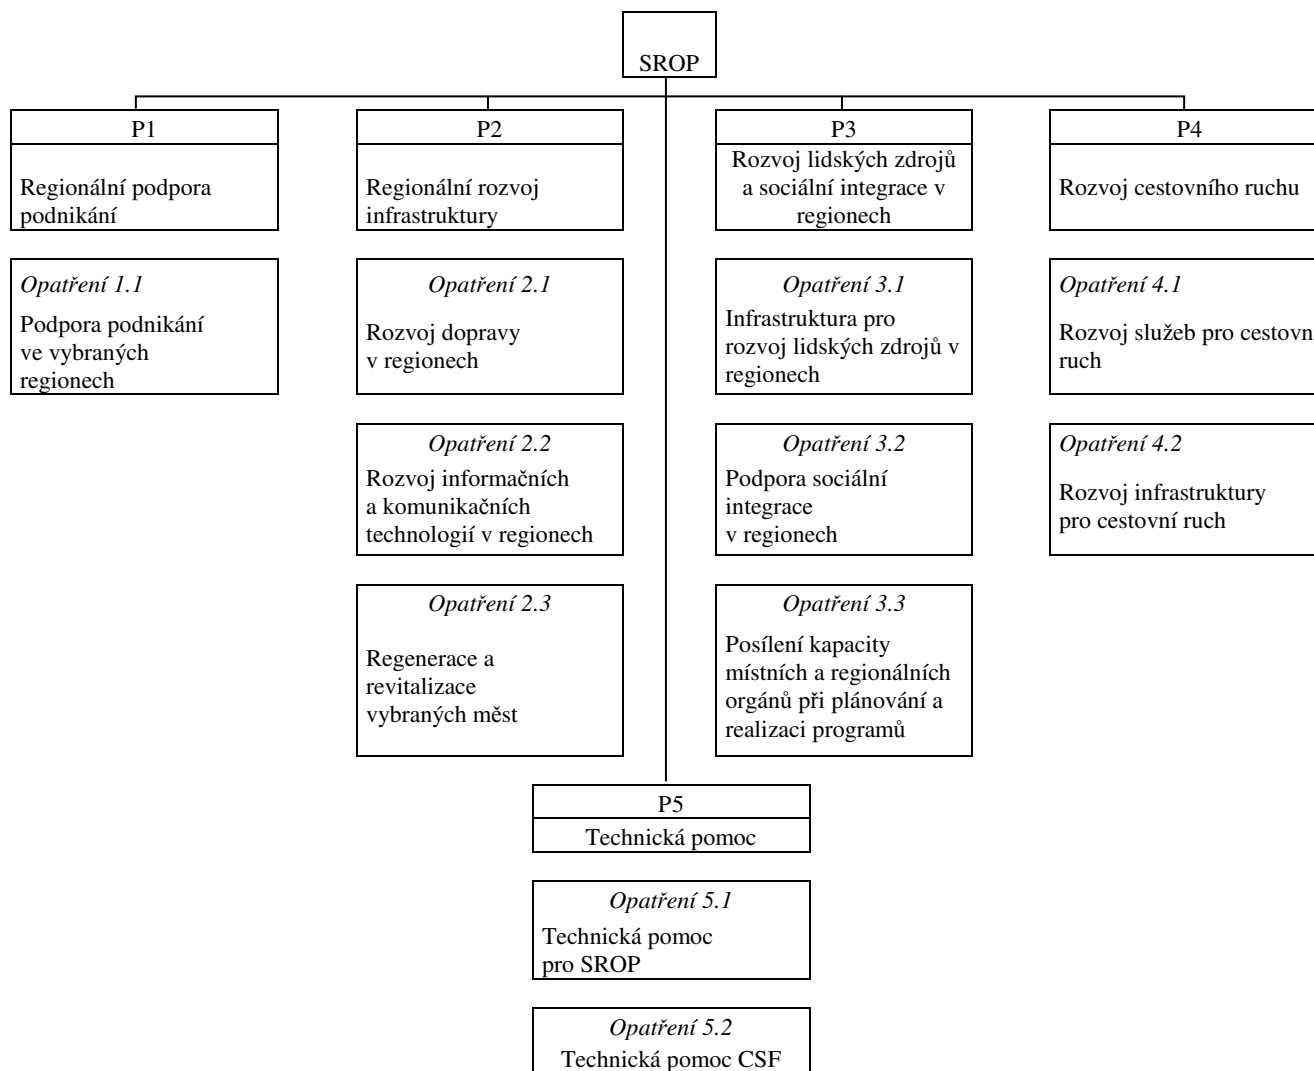 SROP
P1
Regionální podpora
podnikání
Opatření 1.1
Podpora podnikání
ve vybraných
regionech
P2
Regionální rozvoj
infrastruktury
Opatření 2.1
Rozvoj dopravy
v regionech
Opatření 2.2
Rozvoj informačních
a komunikačních
technologií v regionech
Opatření 2.3
Regenerace a
revitalizace
vybraných měst
P3
Rozvoj lidských zdrojů
a sociální integrace v
regionech
Opatření 3.1
Infrastruktura pro
rozvoj lidských zdrojů v
regionech
Opatření 3.2
Podpora sociální
integrace
v regionech
Opatření 3.3
Posílení kapacity
místních a regionálních
orgánů při plánování a
realizaci programů
P4
Rozvoj cestovního ruchu
Opatření 4.1
Rozvoj služeb pro cestovn
ruch
Opatření 4.2
Rozvoj infrastruktury
pro cestovní ruch
P5
Technická pomoc
Opatření 5.1
Technická pomoc
pro SROP
Opatření 5.2
Technická pomoc CSF